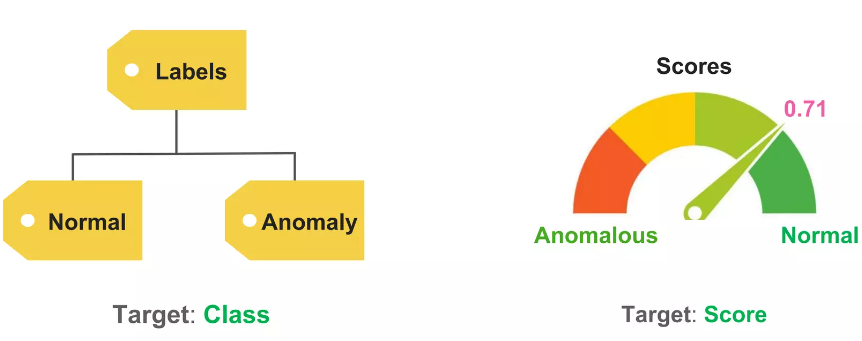 Labels
Normal
Anomaly
Target: Class
Scores
0.71
Anomalous
Normal
Target: Score